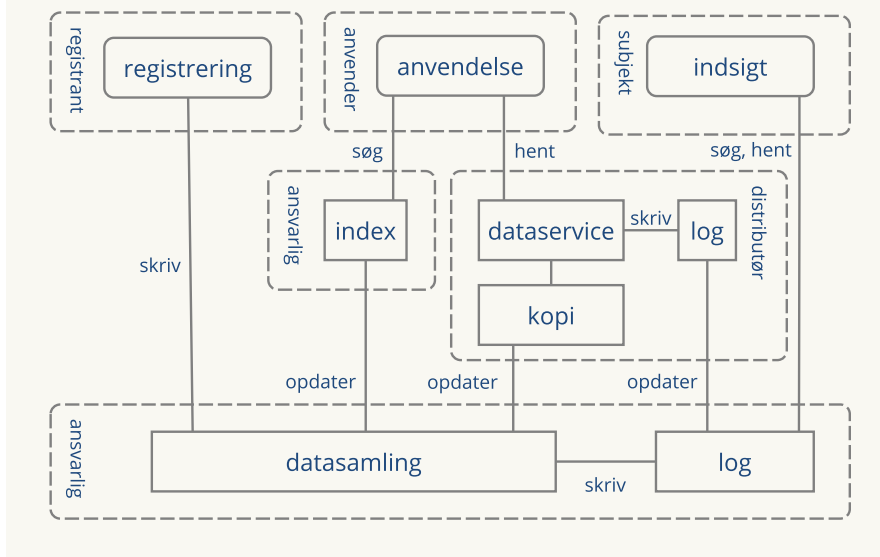 registrant
registrering
anvender
anvendelse
subjekt
indsigt
søg
hent
søg, hent
ansvarlig
index
dataservice
skriv
log
distributør
skriv
kopi
opdater
opdater
opdater
ansvarlig
datasamling
skriv
log